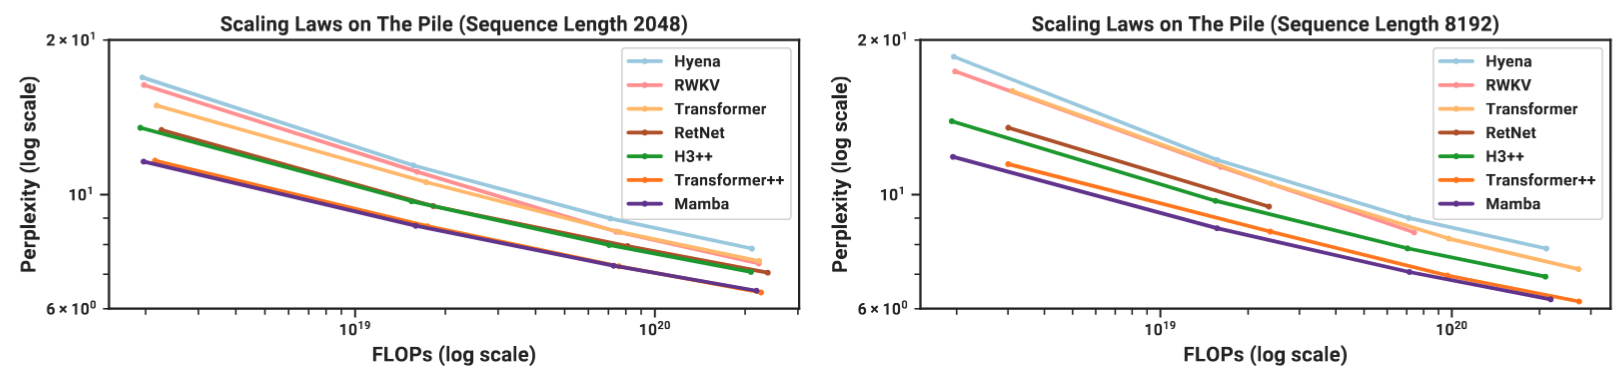 Scaling Laws on The Pile (Sequence Length 2048)
2 × 10¹
10¹
6 × 10⁰
Perplexity (log scale)
Hyena
RWKV
Transformer
RetNet
H3++
Transformer++
Mamba
10¹⁹
10²⁰
FLOPs (log scale)
Scaling Laws on The Pile (Sequence Length 8192)
2 × 10¹
10¹
6 × 10⁰
Perplexity (log scale)
Hyena
RWKV
Transformer
RetNet
H3++
Transformer++
Mamba
10¹⁹
10²⁰
FLOPs (log scale)